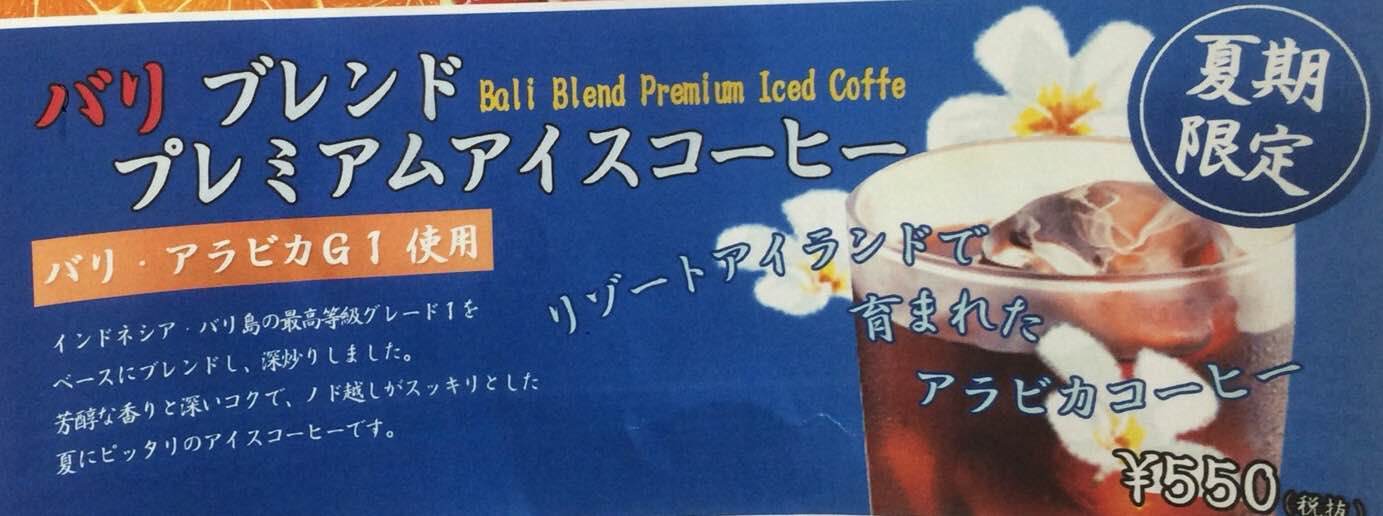 バリ ブレンド Bali Blend Premium Iced Coffe
プレミアムアイスコーヒー
夏期
限定
バリ・アラビカG1 使用
インドネシア・バリ島の最高等級グレード1を
ベースにブレンドし、深炒りしました。
芳醇な香りと深いコクで、ノド越しがスッキリとした
夏にピッタリのアイスコーヒーです。
リゾートアイランドで
育まれた
アラビカコーヒー
¥550(税抜)